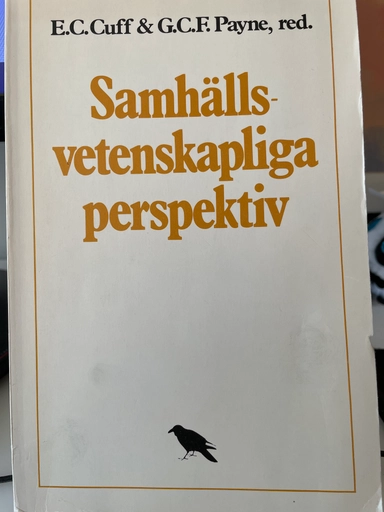 E.C.Cuff & G.C.F. Payne, red.
Samhälls-
vetenskapliga
perspektiv